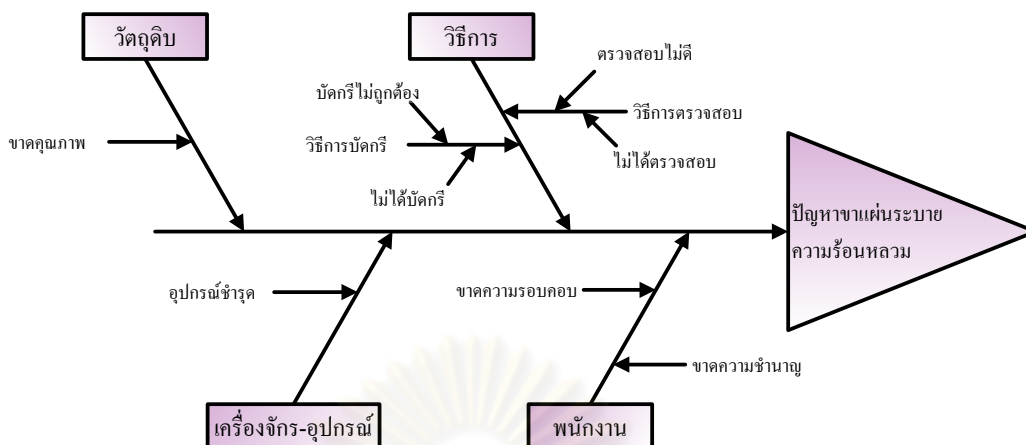 วัตถุดิบ
วิธีการ
ตรวจสอบไม่ดี
บัดกรีไม่ถูกต้อง
วิธีการตรวจสอบ
ขาดคุณภาพ
วิธีการบัดกรี
ไม่ได้ตรวจสอบ
ไม่ได้บัดกรี
ปัญหาขาแผ่นระบาย
ความร้อนหลวม
อุปกรณ์ชำรุด
ขาดความรอบคอบ
ขาดความชำนาญ
เครื่องจักร-อุปกรณ์
พนักงาน